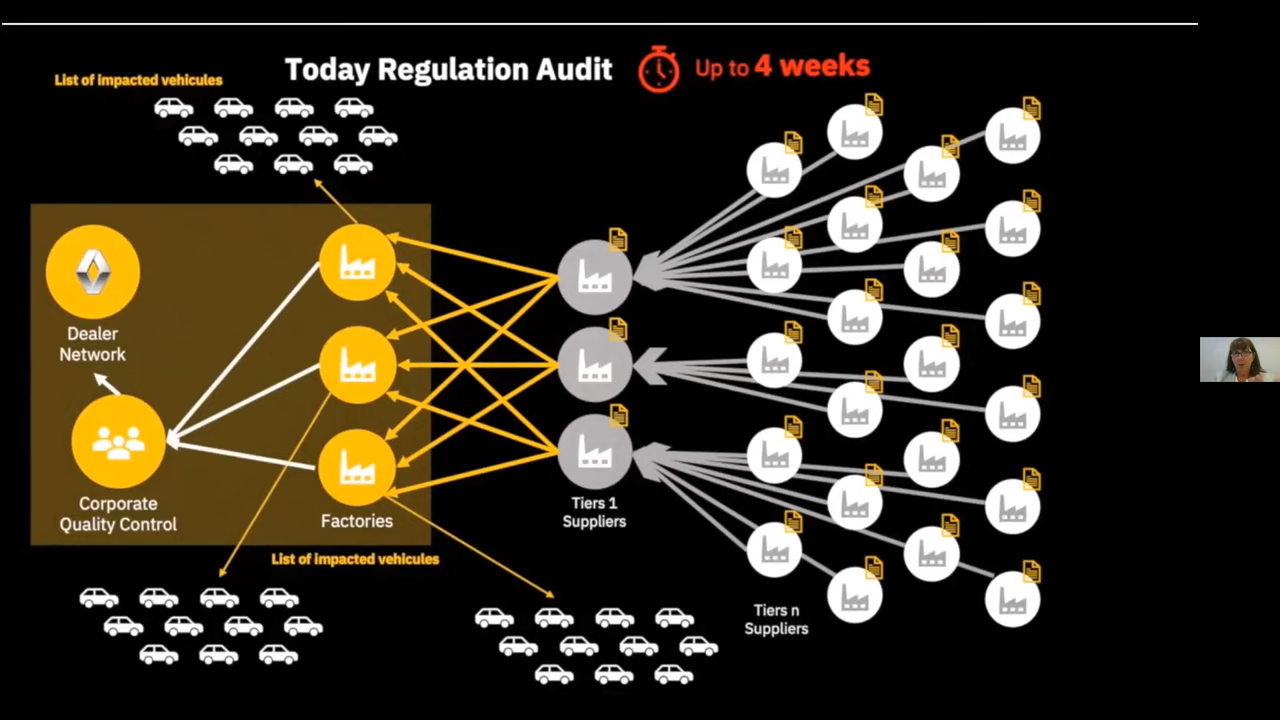 Today Regulation Audit
Up to 4 weeks
List of impacted vehicules
Dealer
Network
Corporate
Quality Control
Factories
Tiers 1
Suppliers
List of impacted vehicules
Tiers n
Suppliers